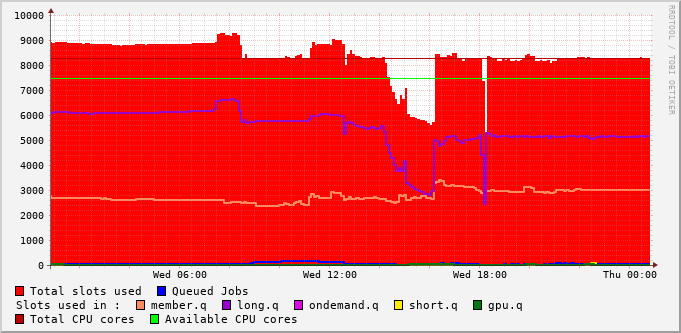 10000
9000
8000
7000
6000
5000
4000
3000
2000
1000
0
Wed 06:00 Wed 12:00 Wed 18:00 Thu 00:00
Total slots used Queued Jobs
Slots used in : member.q long.q ondemand.q short.q gpu.q
Total CPU cores Available CPU cores
RRDTOOL / TOBI OETIKER